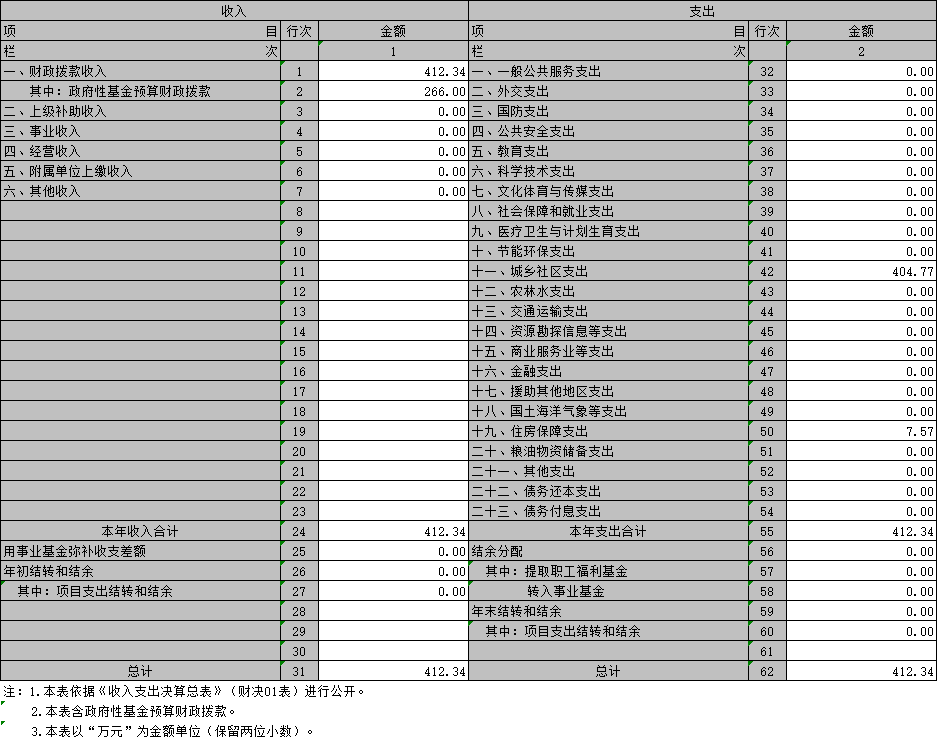 收入 支出
项 目 行次 金额 项 目 行次 金额
栏 次 1 栏 次 2
一、财政拨款收入 1 412.34 一、一般公共服务支出 32 0.00
其中：政府性基金预算财政拨款 2 266.00 二、外交支出 33 0.00
二、上级补助收入 3 0.00 三、国防支出 34 0.00
三、事业收入 4 0.00 四、公共安全支出 35 0.00
四、经营收入 5 0.00 五、教育支出 36 0.00
五、附属单位上缴收入 6 0.00 六、科学技术支出 37 0.00
六、其他收入 7 0.00 七、文化体育与传媒支出 38 0.00
8 八、社会保障和就业支出 39 0.00
9 九、医疗卫生与计划生育支出 40 0.00
10 十、节能环保支出 41 0.00
11 十一、城乡社区支出 42 404.77
12 十二、农林水支出 43 0.00
13 十三、交通运输支出 44 0.00
14 十四、资源勘探信息等支出 45 0.00
15 十五、商业服务业等支出 46 0.00
16 十六、金融支出 47 0.00
17 十七、援助其他地区支出 48 0.00
18 十八、国土海洋气象等支出 49 0.00
19 十九、住房保障支出 50 7.57
20 二十、粮油物资储备支出 51 0.00
21 二十一、其他支出 52 0.00
22 二十二、债务还本支出 53 0.00
23 二十三、债务付息支出 54 0.00
本年收入合计 24 412.34 本年支出合计 55 412.34
用事业基金弥补收支差额 25 0.00 结余分配 56 0.00
年初结转和结余 26 0.00 其中：提取职工福利基金 57 0.00
其中：项目支出结转和结余 27 0.00 转入事业基金 58 0.00
28 年末结转和结余 59 0.00
29 其中：项目支出结转和结余 60 0.00
30 61
总计 31 412.34 总计 62 412.34
注：1.本表依据《收入支出决算总表》（财决01表）进行公开。
2.本表含政府性基金预算财政拨款。
3.本表以“万元”为金额单位（保留两位小数）。